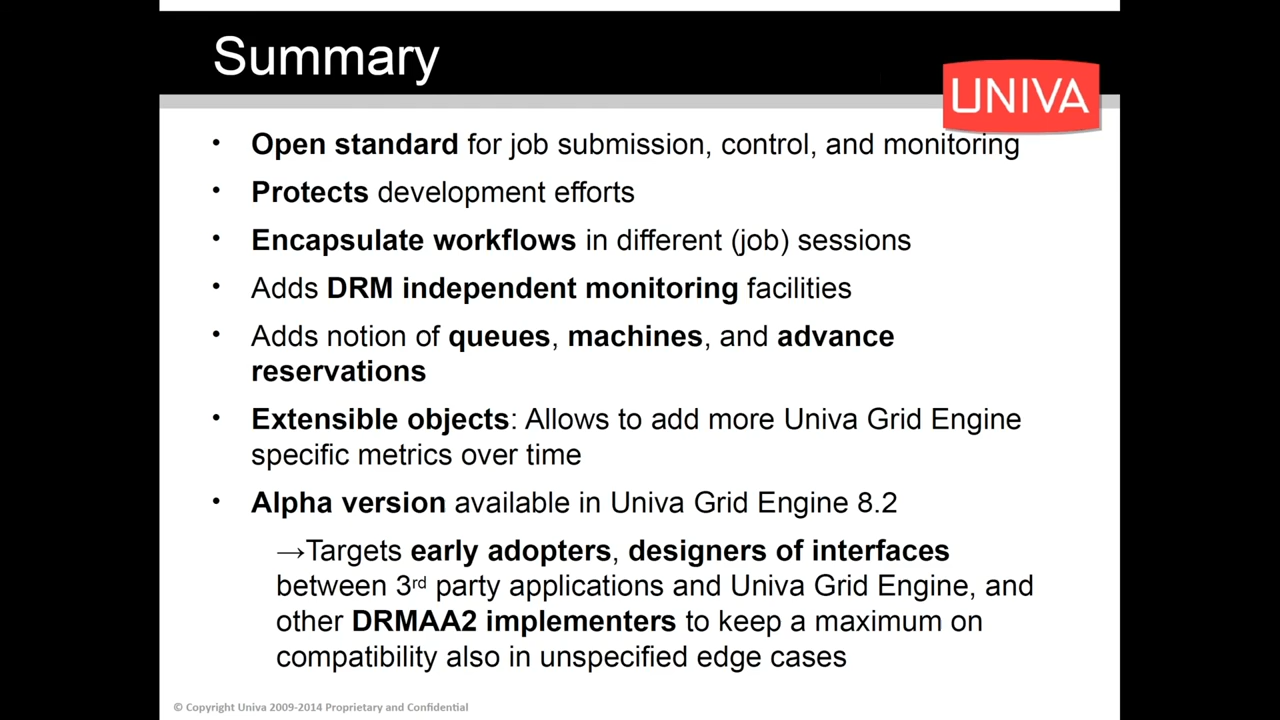 Summary
UNIVA
• Open standard for job submission, control, and monitoring
• Protects development efforts
• Encapsulate workflows in different (job) sessions
• Adds DRM independent monitoring facilities
• Adds notion of queues, machines, and advance
reservations
• Extensible objects: Allows to add more Univa Grid Engine
specific metrics over time
• Alpha version available in Univa Grid Engine 8.2
→Targets early adopters, designers of interfaces
between 3rd party applications and Univa Grid Engine, and
other DRMAA2 implementers to keep a maximum on
compatibility also in unspecified edge cases
© Copyright Univa 2009-2014 Proprietary and Confidential